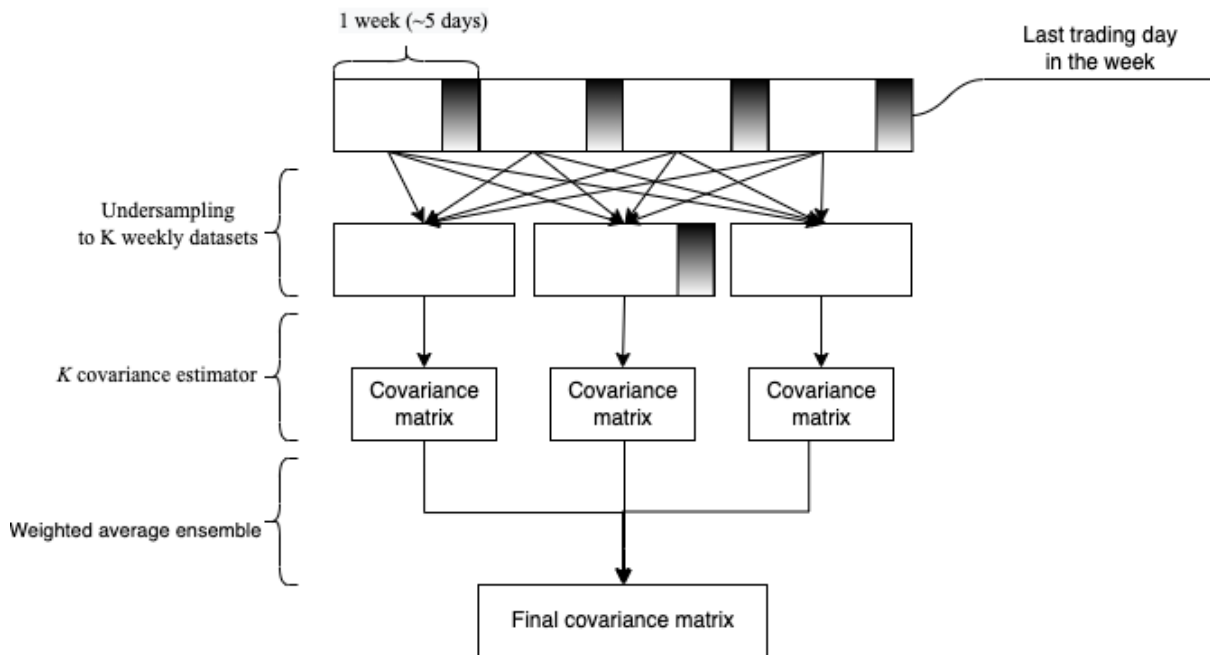 1 week (~5 days)
Last trading day
in the week
Undersampling
to K weekly datasets
K covariance estimator
Covariance
matrix
Covariance
matrix
Covariance
matrix
Weighted average ensemble
Final covariance matrix